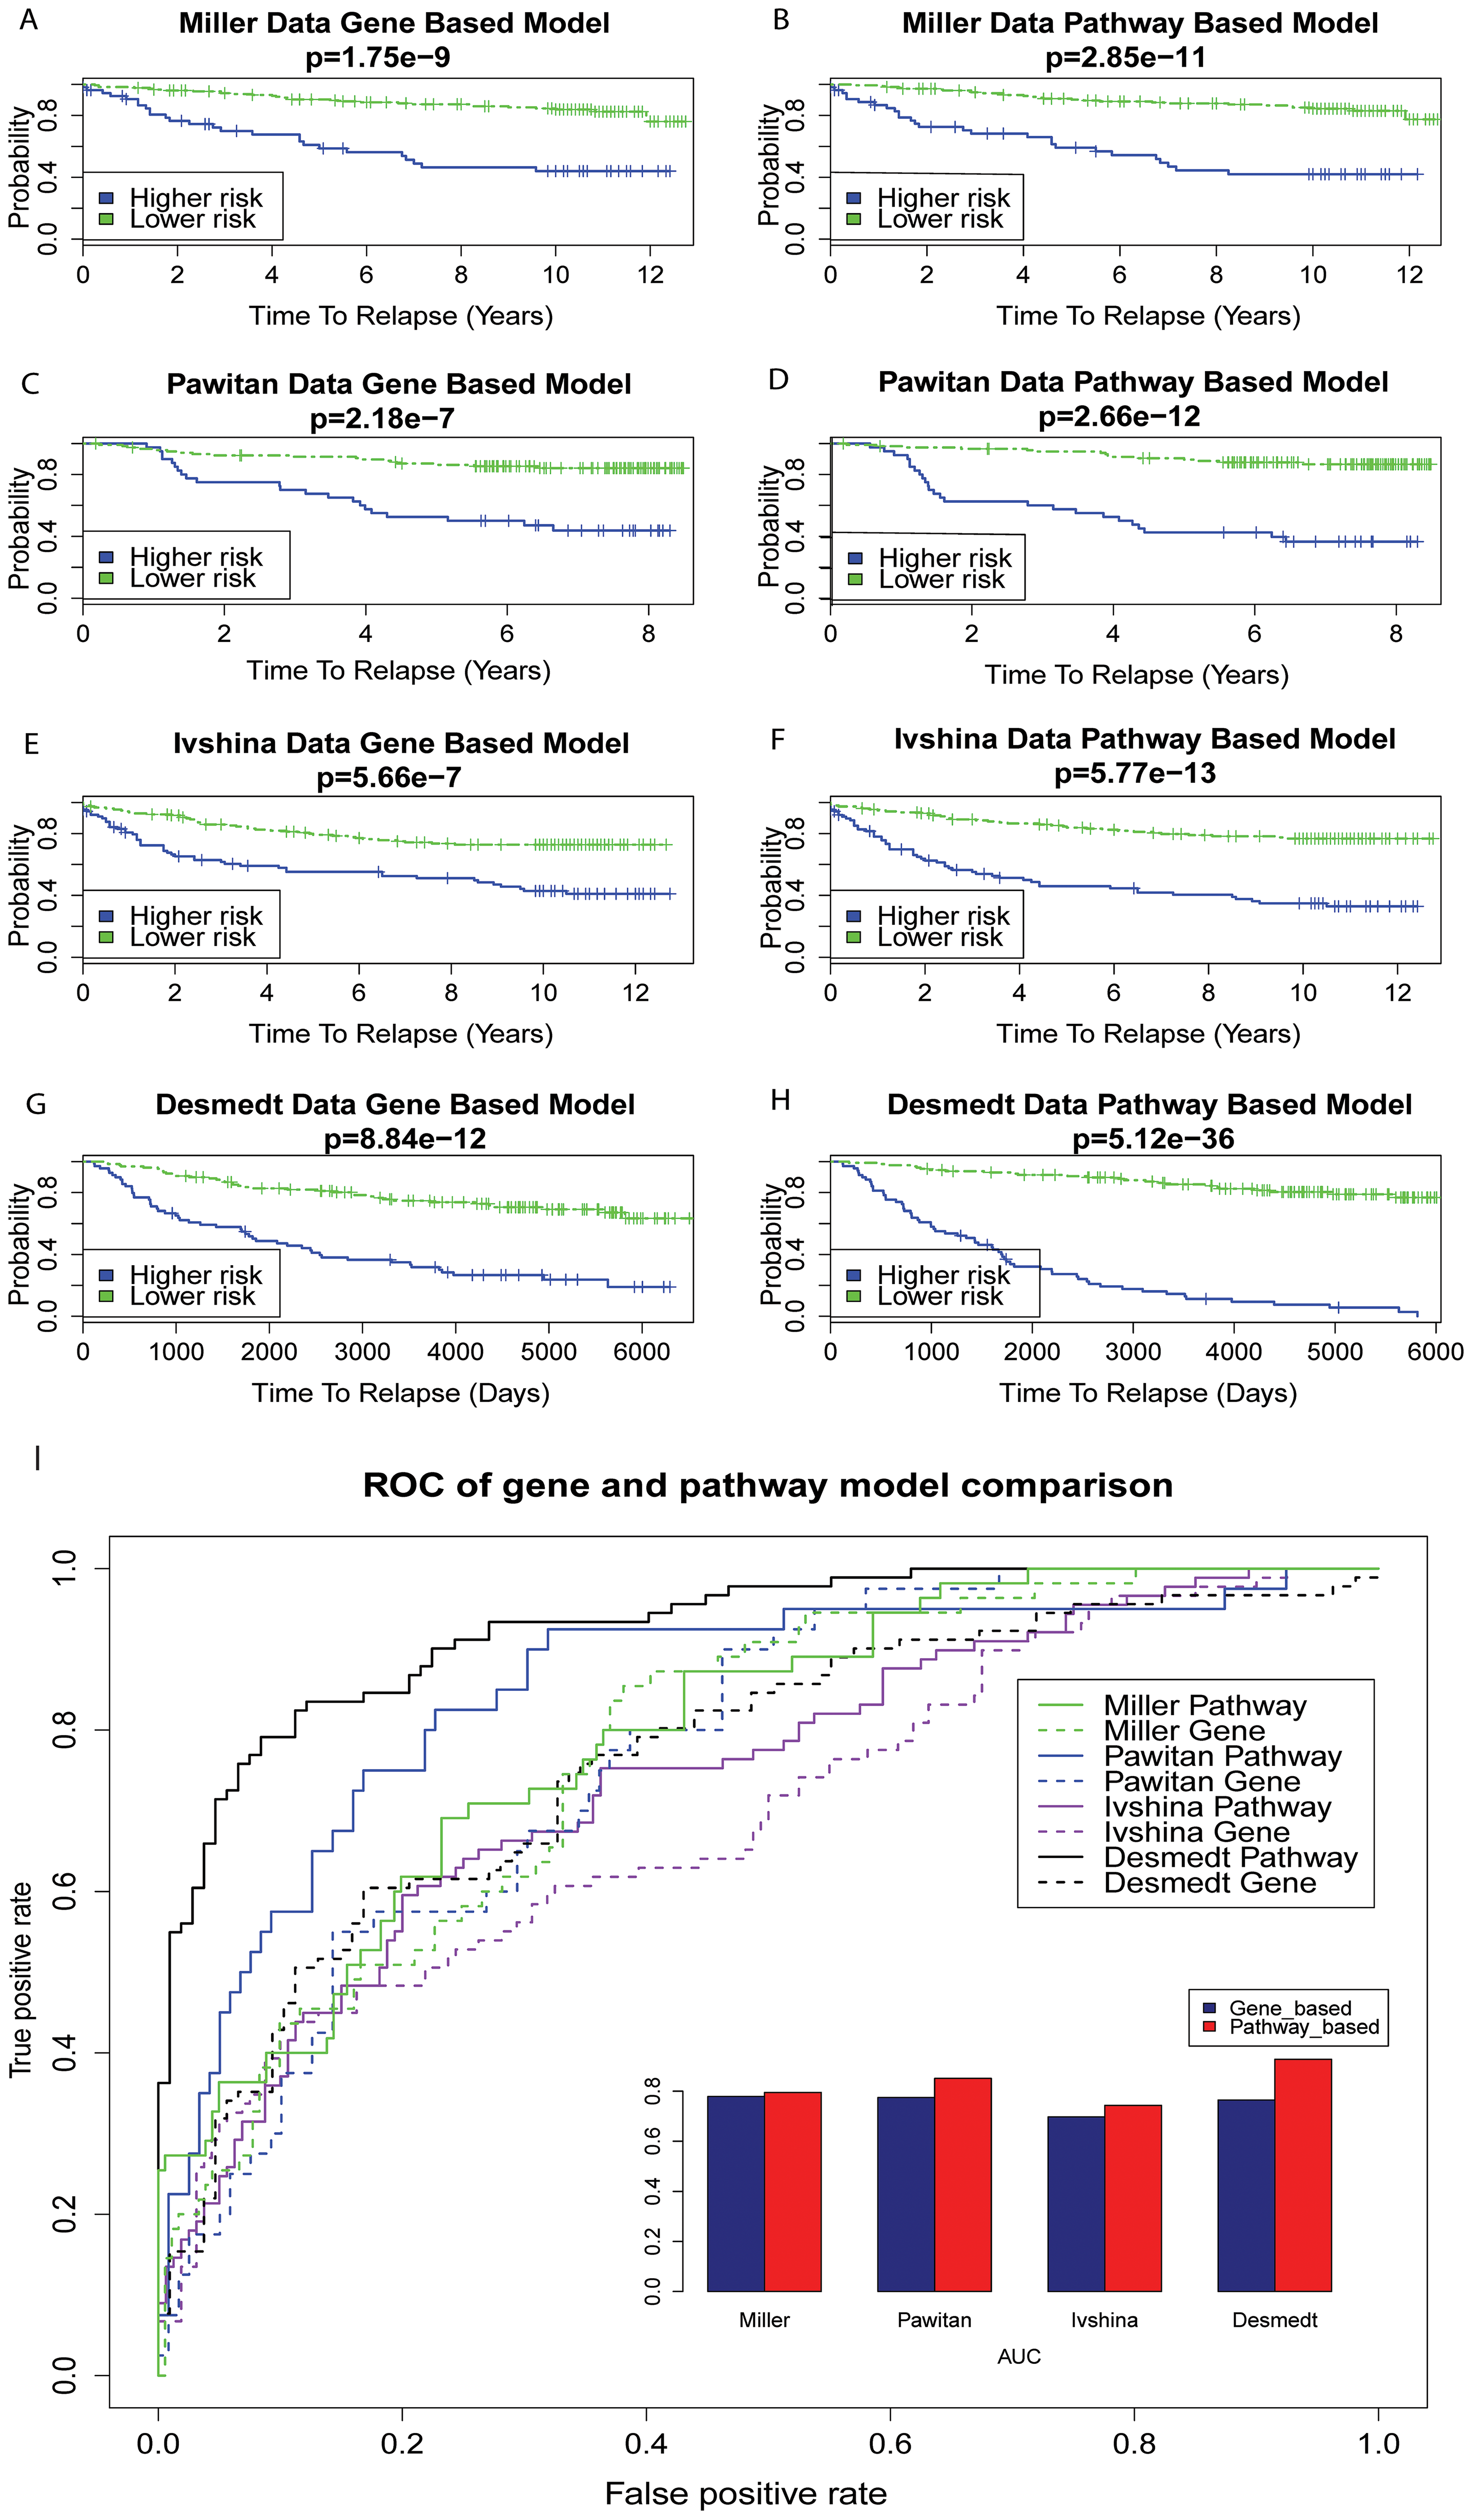 A
Miller Data Gene Based Model
p=1.75e−9
Probability
0.0 0.4 0.8
Higher risk
Lower risk
0 2 4 6 8 10 12
Time To Relapse (Years)
B
Miller Data Pathway Based Model
p=2.85e−11
Probability
0.0 0.4 0.8
Higher risk
Lower risk
0 2 4 6 8 10 12
Time To Relapse (Years)
C
Pawitan Data Gene Based Model
p=2.18e−7
Probability
0.0 0.4 0.8
Higher risk
Lower risk
0 2 4 6 8
Time To Relapse (Years)
D
Pawitan Data Pathway Based Model
p=2.66e−12
Probability
0.0 0.4 0.8
Higher risk
Lower risk
0 2 4 6 8
Time To Relapse (Years)
E
Ivshina Data Gene Based Model
p=5.66e−7
Probability
0.0 0.4 0.8
Higher risk
Lower risk
0 2 4 6 8 10 12
Time To Relapse (Years)
F
Ivshina Data Pathway Based Model
p=5.77e−13
Probability
0.0 0.4 0.8
Higher risk
Lower risk
0 2 4 6 8 10 12
Time To Relapse (Years)
G
Desmedt Data Gene Based Model
p=8.84e−12
Probability
0.0 0.4 0.8
Higher risk
Lower risk
0 1000 2000 3000 4000 5000 6000
Time To Relapse (Days)
H
Desmedt Data Pathway Based Model
p=5.12e−36
Probability
0.0 0.4 0.8
Higher risk
Lower risk
0 1000 2000 3000 4000 5000 6000
Time To Relapse (Days)
I
ROC of gene and pathway model comparison
True positive rate
0.0 0.2 0.4 0.6 0.8 1.0
Miller Pathway
Miller Gene
Pawitan Pathway
Pawitan Gene
Ivshina Pathway
Ivshina Gene
Desmedt Pathway
Desmedt Gene
Gene_based
Pathway_based
0.0 0.2 0.4 0.6 0.8
Miller Pawitan Ivshina Desmedt
AUC
0.0 0.2 0.4 0.6 0.8 1.0
False positive rate